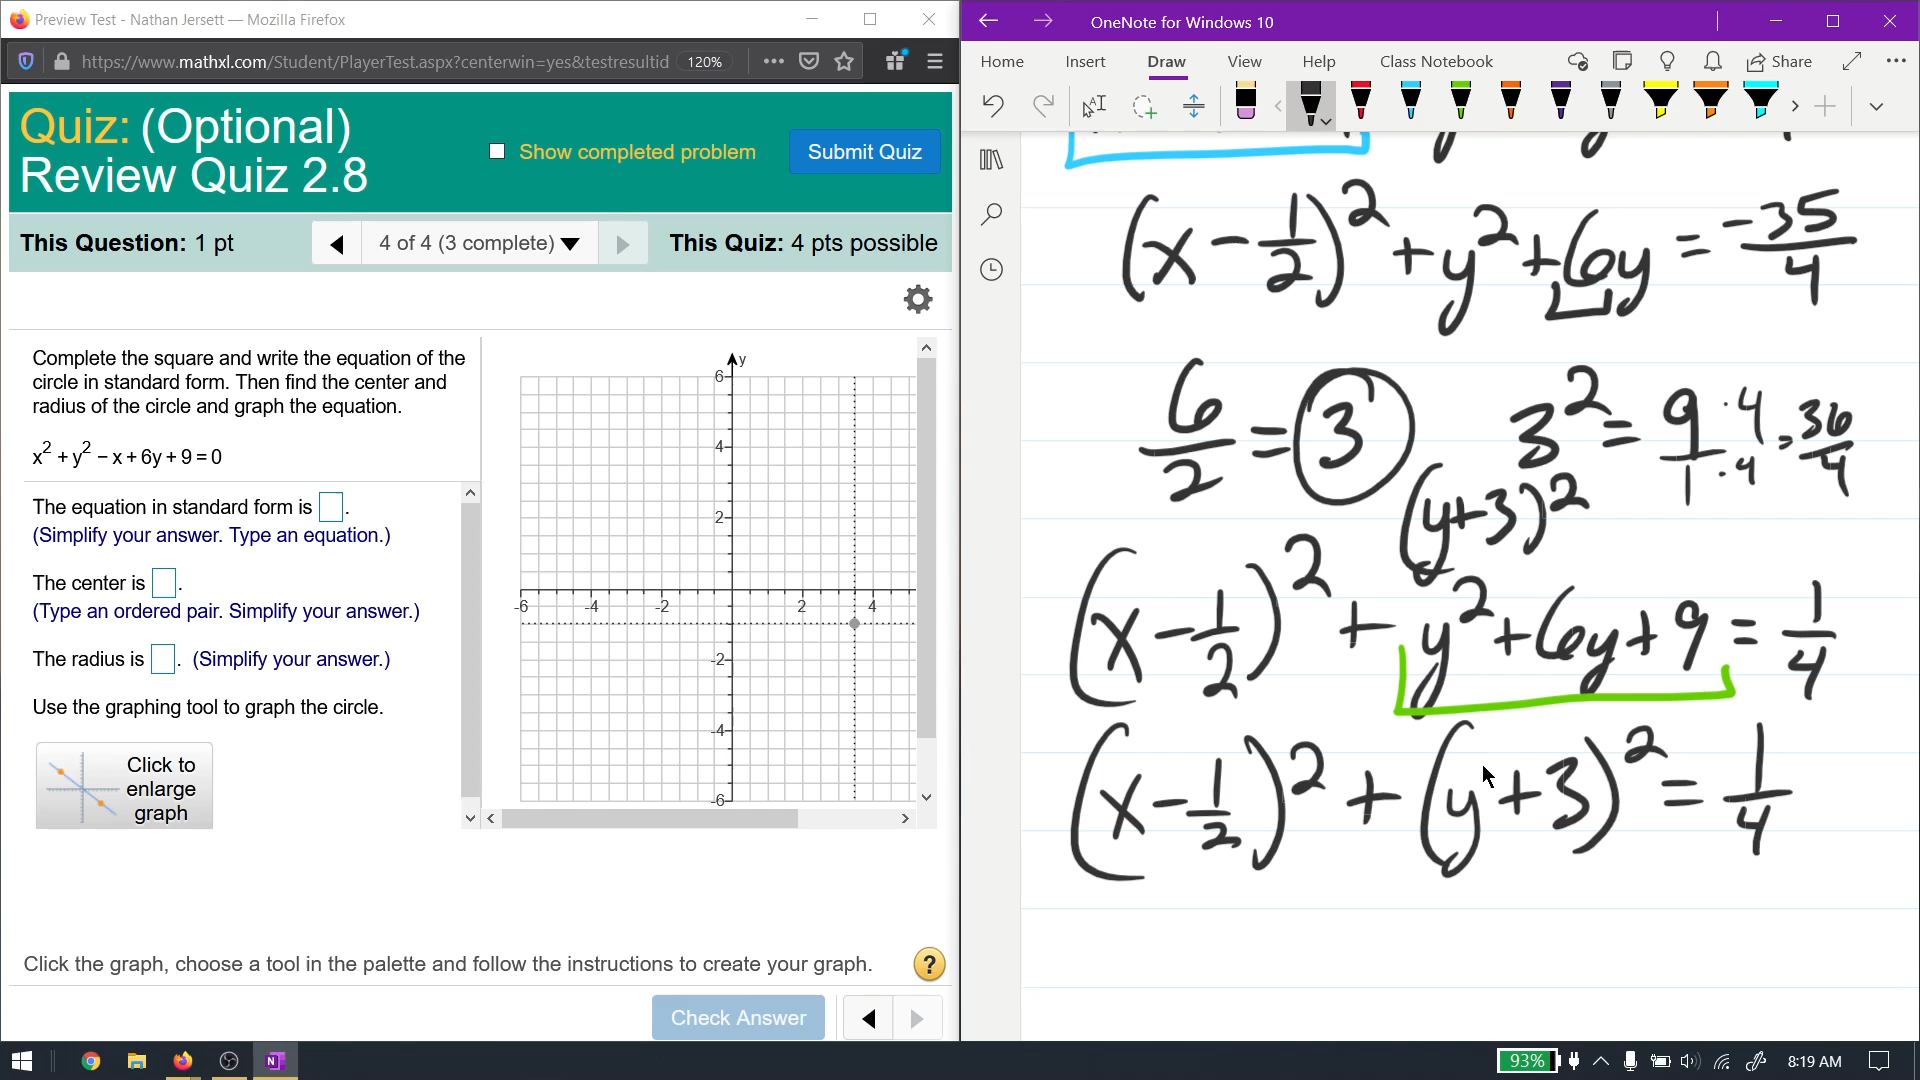 Preview Test - Nathan Jersett — Mozilla Firefox
https://www.mathxl.com/Student/PlayerTest.aspx?centerwin=yes&testresultid 120%
Quiz: (Optional)
Review Quiz 2.8
Show completed problem
Submit Quiz
This Question: 1 pt
4 of 4 (3 complete)
This Quiz: 4 pts possible
Complete the square and write the equation of the
circle in standard form. Then find the center and
radius of the circle and graph the equation.
x² + y² − x + 6y + 9 = 0
The equation in standard form is .
(Simplify your answer. Type an equation.)
The center is .
(Type an ordered pair. Simplify your answer.)
The radius is . (Simplify your answer.)
Use the graphing tool to graph the circle.
Click to
enlarge
graph
y
6
4
2
-6 -4 -2 2 4
-2
-4
-6
Click the graph, choose a tool in the palette and follow the instructions to create your graph.
?
Check Answer
OneNote for Windows 10
Home Insert Draw View Help Class Notebook Share
(x - 1/2)² + y² + 6y = -35/4
6/2 = 3 3² = 9/1 · 4/4 = 36/4
(y+3)²
(x - 1/2)² + y² + 6y + 9 = 1/4
(x - 1/2)² + (y + 3)² = 1/4
93% 8:19 AM